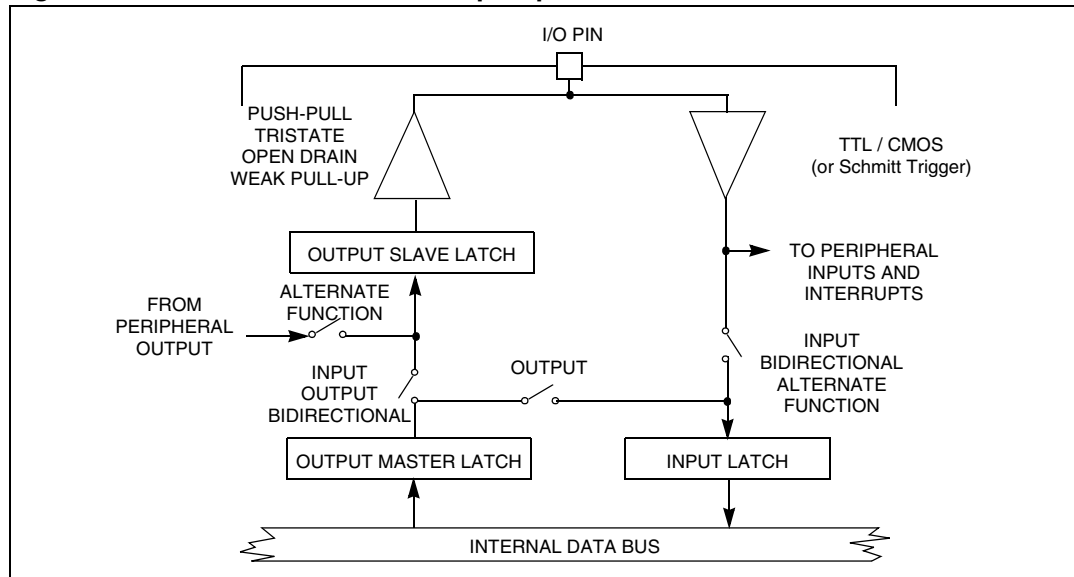 I/O PIN
PUSH-PULL
TRISTATE
OPEN DRAIN
WEAK PULL-UP
TTL / CMOS
(or Schmitt Trigger)
OUTPUT SLAVE LATCH
TO PERIPHERAL
INPUTS AND
INTERRUPTS
ALTERNATE
FUNCTION
FROM
PERIPHERAL
OUTPUT
INPUT
OUTPUT
BIDIRECTIONAL
OUTPUT
INPUT
BIDIRECTIONAL
ALTERNATE
FUNCTION
OUTPUT MASTER LATCH
INPUT LATCH
INTERNAL DATA BUS